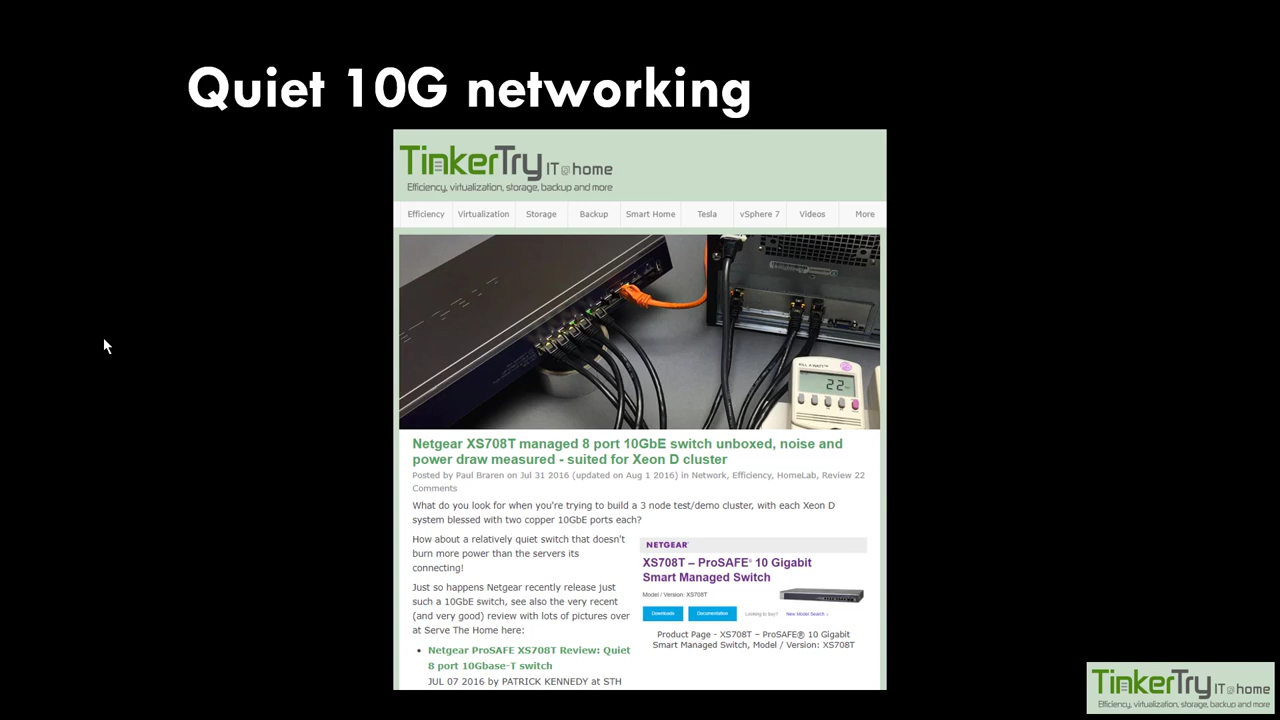 Quiet 10G networking
TinkerTry IT@home
Efficiency, virtualization, storage, backup and more
Efficiency Virtualization Storage Backup Smart Home Tesla vSphere 7 Videos More
22
Netgear XS708T managed 8 port 10GbE switch unboxed, noise and
power draw measured - suited for Xeon D cluster
Posted by Paul Braren on Jul 31 2016 (updated on Aug 1 2016) in Network, Efficiency, HomeLab, Review 22
Comments
What do you look for when you're trying to build a 3 node test/demo cluster, with each Xeon D
system blessed with two copper 10GbE ports each?
How about a relatively quiet switch that doesn't
burn more power than the servers its
connecting!
Just so happens Netgear recently release just
such a 10GbE switch, see also the very recent
(and very good) review with lots of pictures over
at Serve The Home here:
• Netgear ProSAFE XS708T Review: Quiet
8 port 10Gbase-T switch
JUL 07 2016 by PATRICK KENNEDY at STH
NETGEAR®
XS708T – ProSAFE® 10 Gigabit
Smart Managed Switch
Model / Version: XS708T
Downloads Documentation Looking to buy? New Model Search ›
Product Page - XS708T – ProSAFE® 10 Gigabit
Smart Managed Switch, Model / Version: XS708T
TinkerTry IT@home
Efficiency, virtualization, storage, backup and more